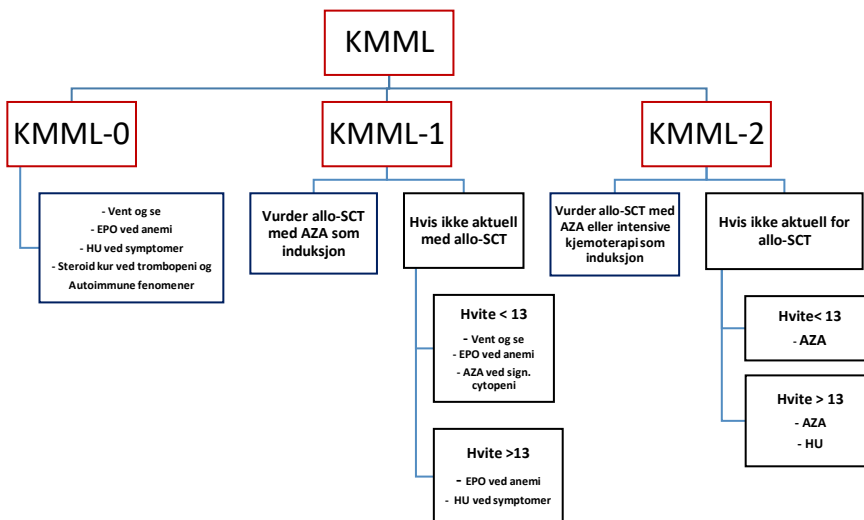 KMML
KMML-0
KMML-1
KMML-2
- Vent og se
- EPO ved anemi
- HU ved symptomer
- Steroid kur ved trombopeni og
Autoimmune fenomener
Vurder allo-SCT
med AZA som
induksjon
Hvis ikke aktuell
med allo-SCT
Hvite < 13
- Vent og se
- EPO ved anemi
- AZA ved sign.
cytopeni
Hvite >13
- EPO ved anemi
- HU ved symptomer
Vurder allo-SCT med
AZA eller intensive
kjemoterapi som
induksjon
Hvis ikke aktuell for
allo-SCT
Hvite< 13
- AZA
Hvite > 13
- AZA
- HU